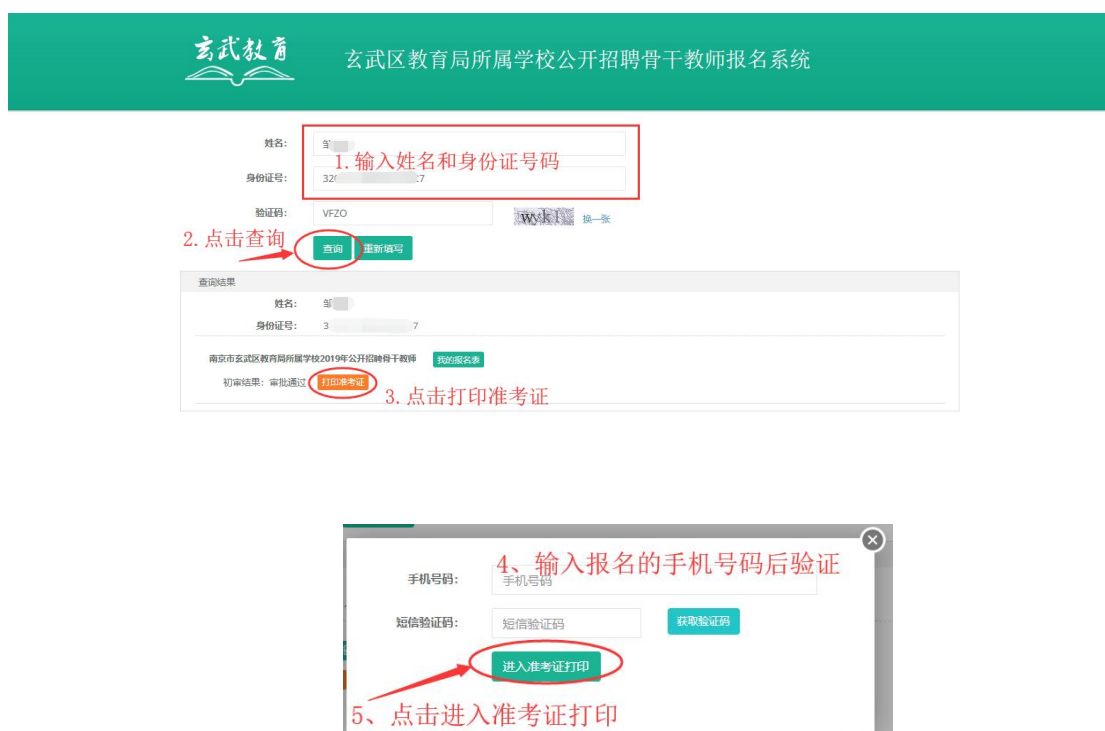 玄武教育
玄武区教育局所属学校公开招聘骨干教师报名系统
姓名: 邹
1.输入姓名和身份证号码
身份证号: 32 7
验证码: VFZO wykl 换一张
2.点击查询
查询 重新填写
查询结果
姓名: 邹
身份证号: 3 7
南京市玄武区教育局所属学校2019年公开招聘骨干教师 我的报名表
初审结果: 审批通过 打印准考证
3.点击打印准考证
4、输入报名的手机号码后验证
手机号码: 手机号码
短信验证码: 短信验证码 获取验证码
进入准考证打印
5、点击进入准考证打印